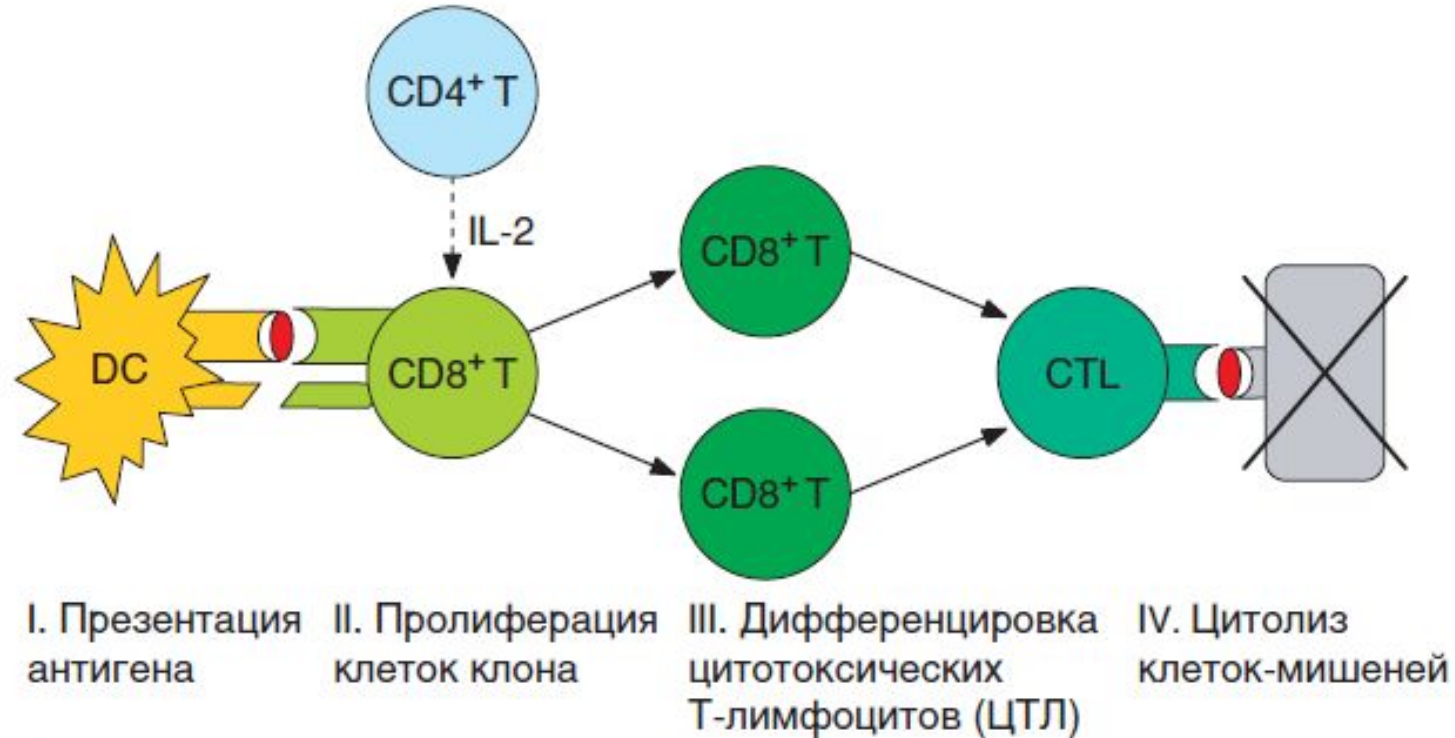 CD4⁺ T
IL-2
CD8⁺ T
DC
CD8⁺ T
CTL
CD8⁺ T
I. Презентация
антигена
II. Пролиферация
клеток клона
III. Дифференцировка
цитотоксических
Т-лимфоцитов (ЦТЛ)
IV. Цитолиз
клеток-мишеней